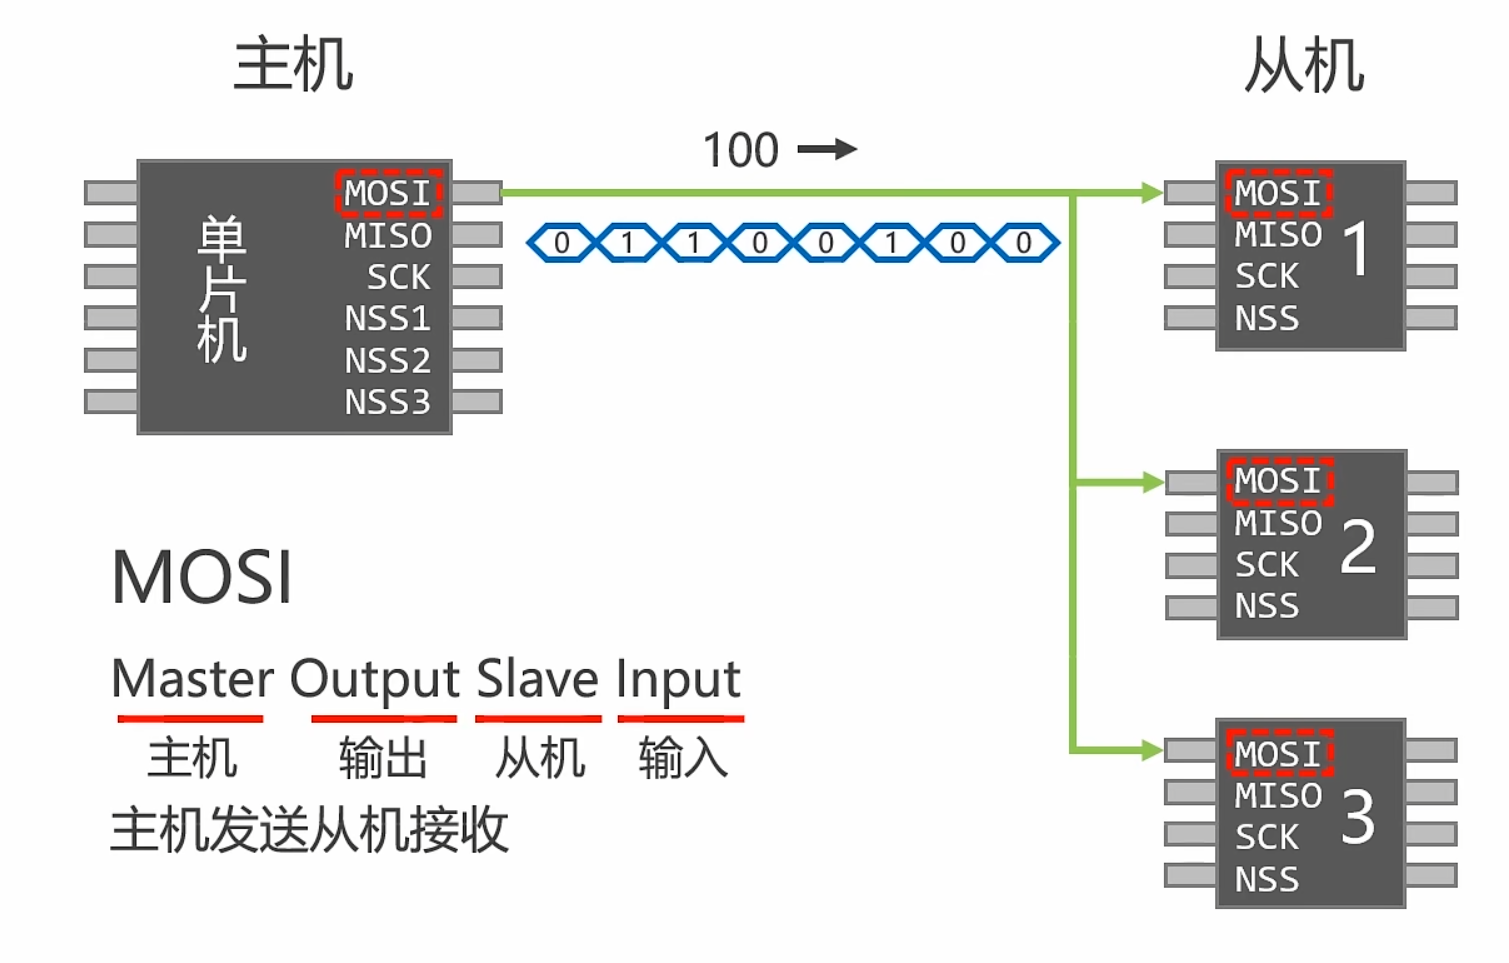 主机
从机
100
MOSI
MISO
SCK
NSS1
NSS2
NSS3
单片机
0 1 1 0 0 1 0 0
MOSI
MISO
SCK
NSS
1
MOSI
MISO
SCK
NSS
2
MOSI
MISO
SCK
NSS
3
MOSI
Master Output Slave Input
主机 输出 从机 输入
主机发送从机接收